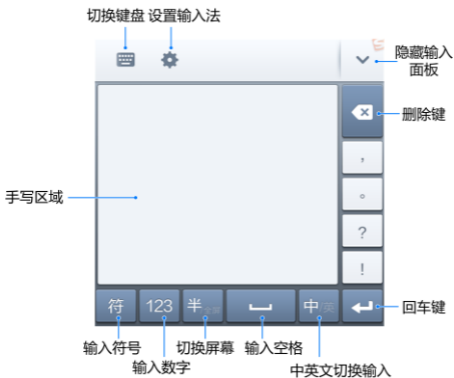 切换键盘 设置输入法
隐藏输入
面板
删除键
,
手写区域
。
?
!
符 123 半 中/英
回车键
输入符号 切换屏幕 输入空格
输入数字 中英文切换输入